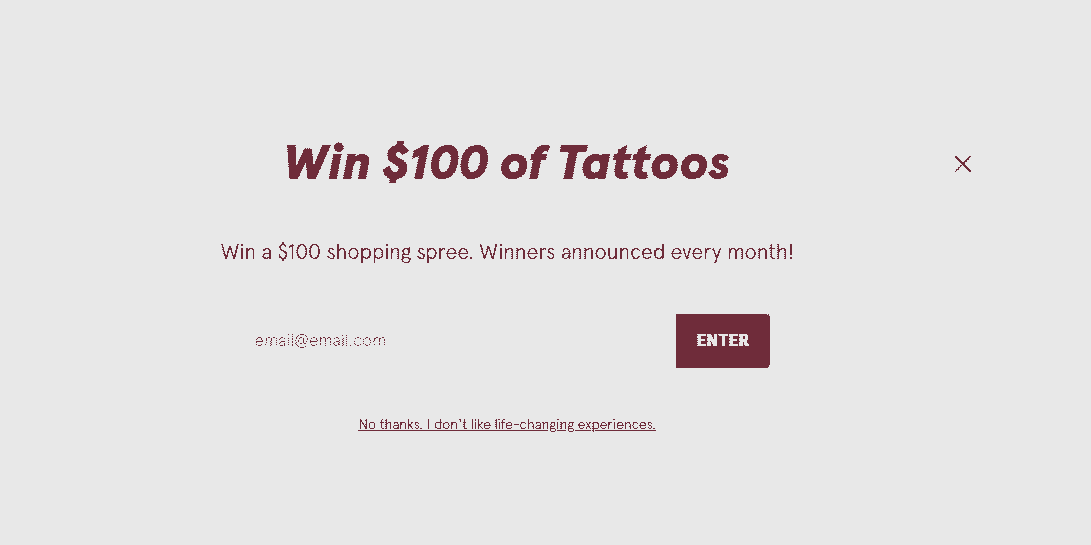 Win $100 of Tattoos
Win a $100 shopping spree. Winners announced every month!
email@email.com
ENTER
No thanks. I don't like life-changing experiences.